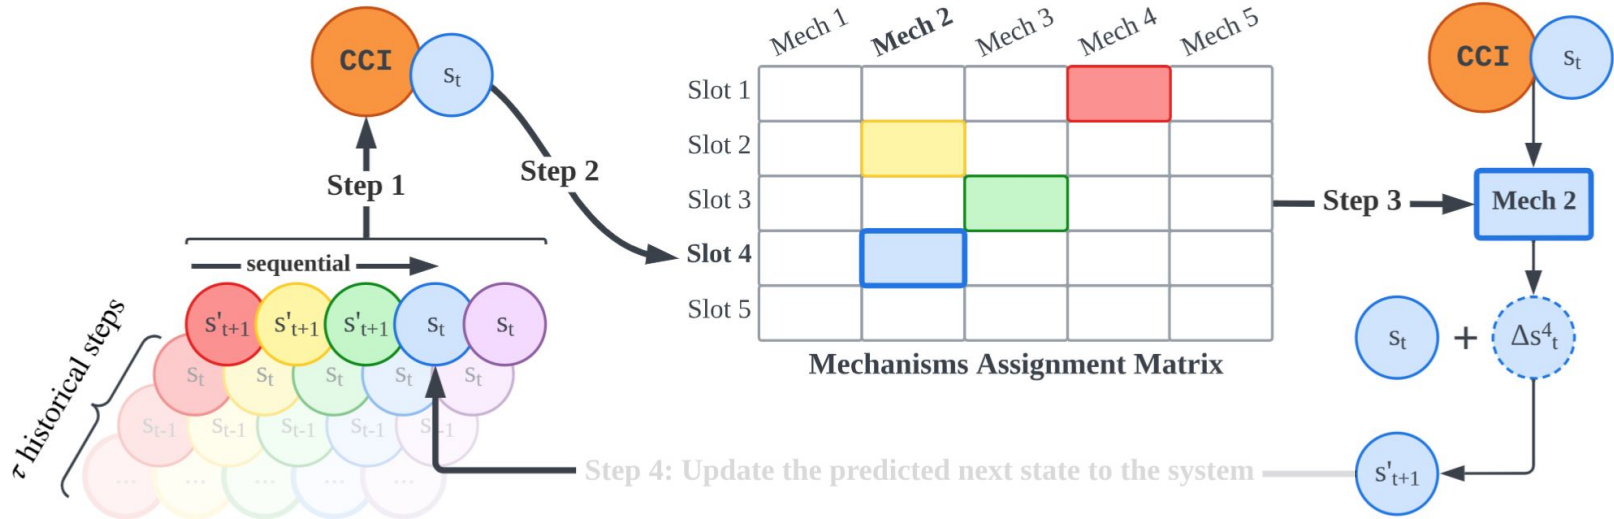 CCI
sₜ
Step 1
Step 2
sequential
s'ₜ₊₁ s'ₜ₊₁ s'ₜ₊₁ sₜ sₜ
sₜ sₜ sₜ sₜ sₜ
sₜ₋₁ sₜ₋₁ sₜ₋₁ sₜ₋₁ sₜ₋₁
... ... ... ... ...
τ historical steps
Mech 1 Mech 2 Mech 3 Mech 4 Mech 5
Slot 1
Slot 2
Slot 3
Slot 4
Slot 5
Mechanisms Assignment Matrix
Step 3
CCI
sₜ
Mech 2
sₜ + Δs⁴ₜ
s'ₜ₊₁
Step 4: Update the predicted next state to the system